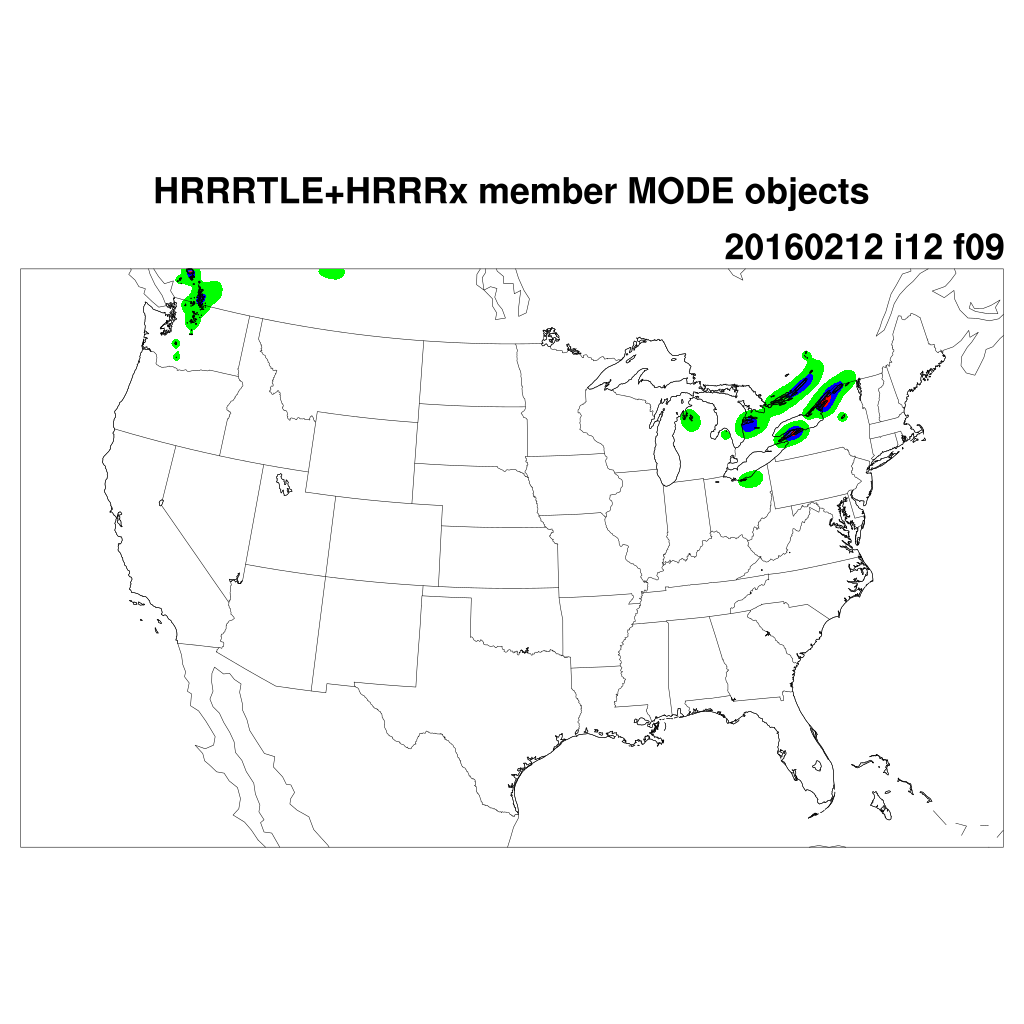 HRRRTLE+HRRRx member MODE objects
20160212 i12 f09